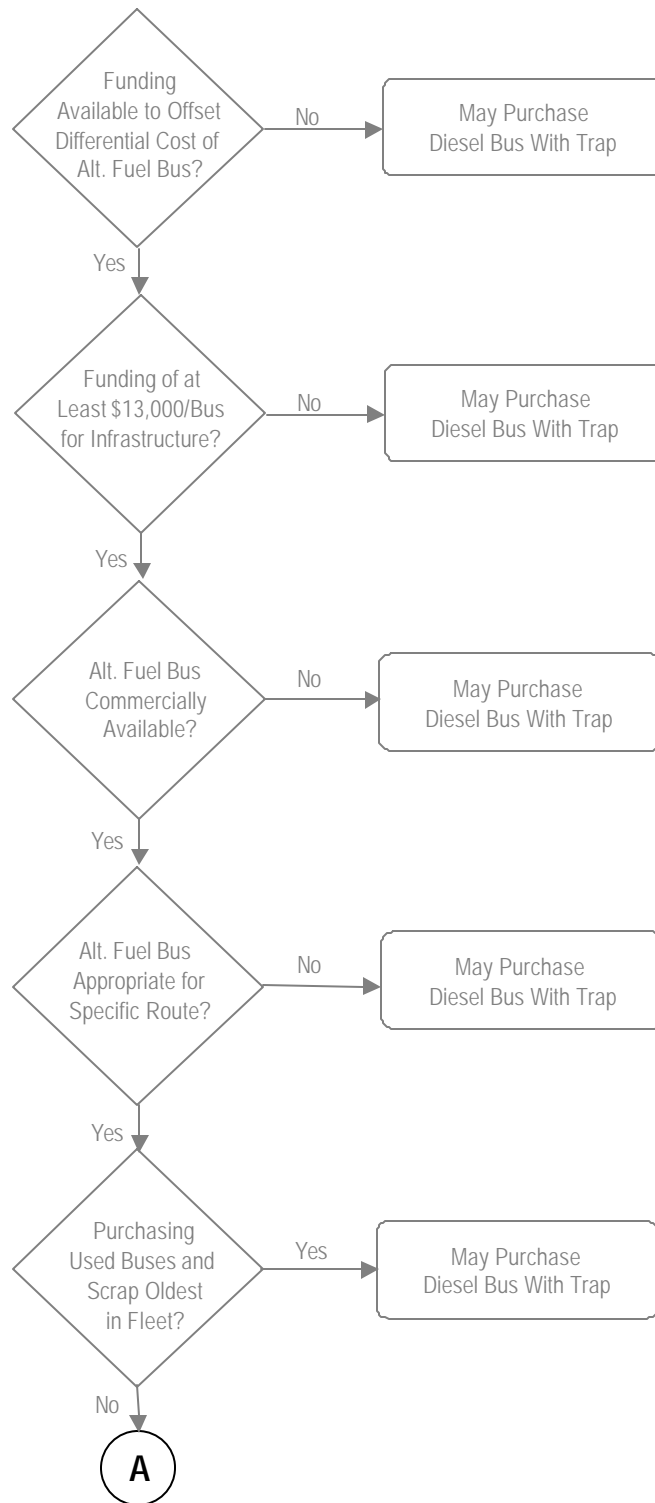 Funding
Available to Offset
Differential Cost of
Alt. Fuel Bus?
No
May Purchase
Diesel Bus With Trap
Yes
Funding of at
Least $13,000/Bus
for Infrastructure?
No
May Purchase
Diesel Bus With Trap
Yes
Alt. Fuel Bus
Commercially
Available?
No
May Purchase
Diesel Bus With Trap
Yes
Alt. Fuel Bus
Appropriate for
Specific Route?
No
May Purchase
Diesel Bus With Trap
Yes
Purchasing
Used Buses and
Scrap Oldest
in Fleet?
Yes
May Purchase
Diesel Bus With Trap
No
A